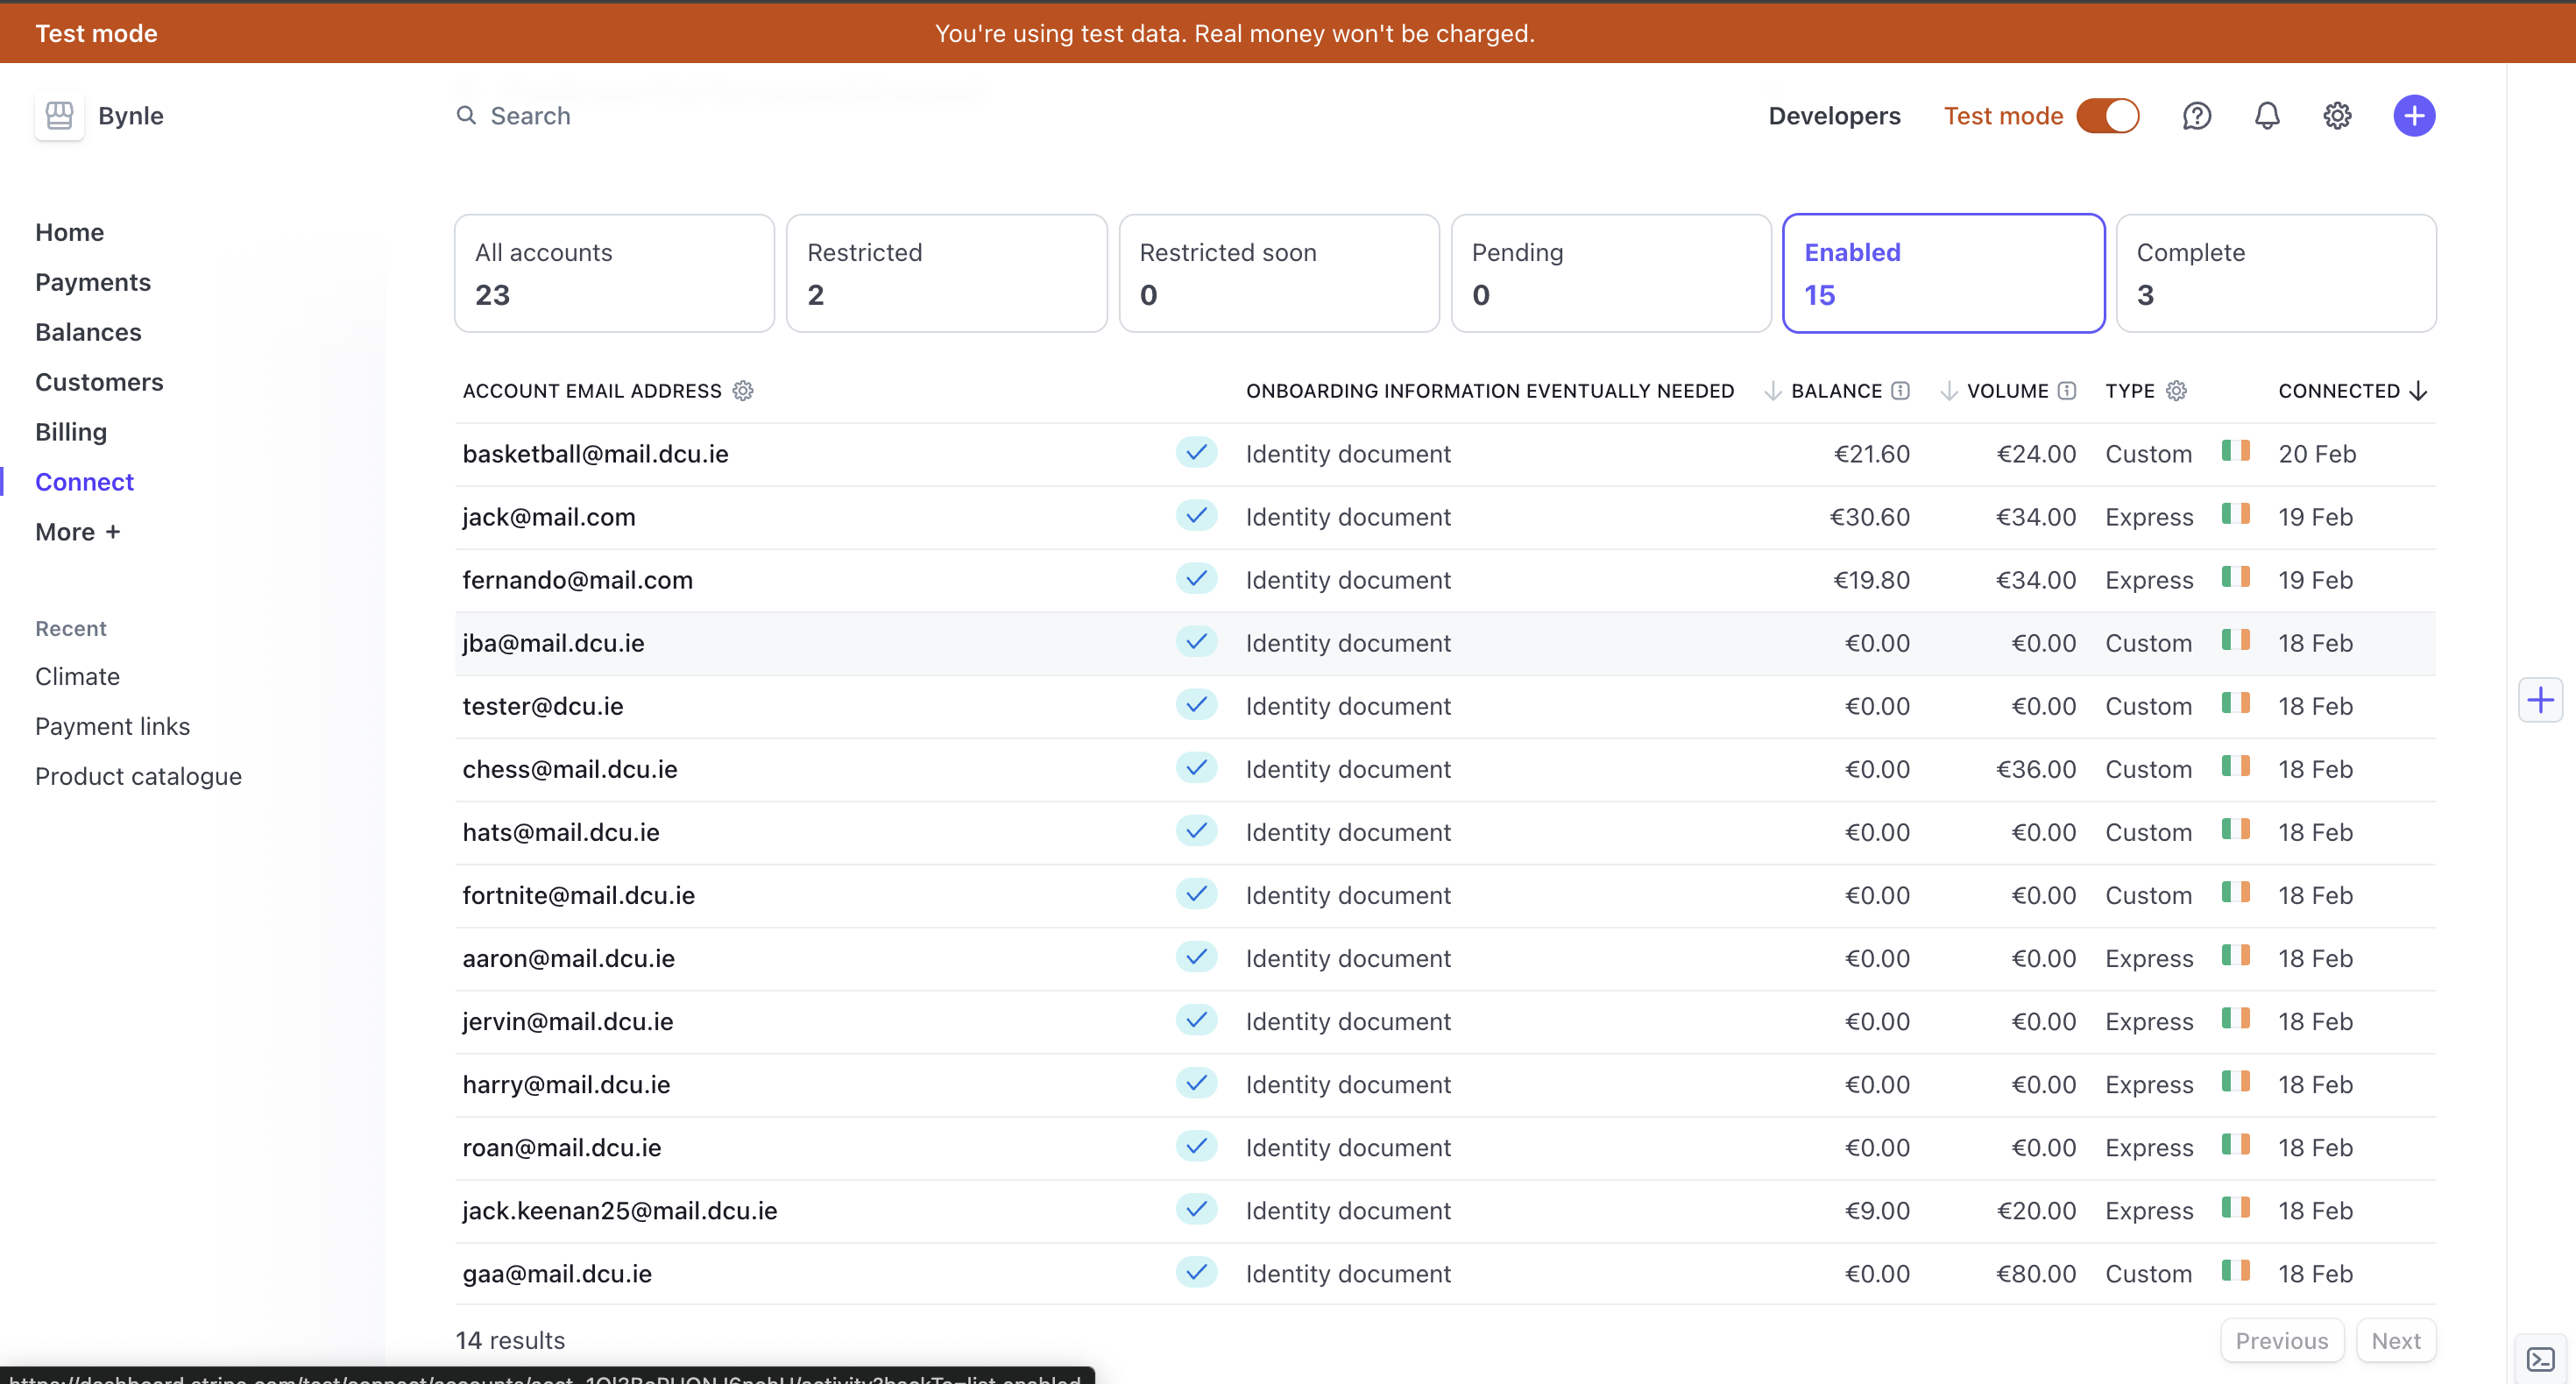 Test mode
You're using test data. Real money won't be charged.
Bynle
Search
Developers
Test mode
Home
Payments
Balances
Customers
Billing
Connect
More +
Recent
Climate
Payment links
Product catalogue
All accounts
23
Restricted
2
Restricted soon
0
Pending
0
Enabled
15
Complete
3
ACCOUNT EMAIL ADDRESS ONBOARDING INFORMATION EVENTUALLY NEEDED BALANCE VOLUME TYPE CONNECTED
basketball@mail.dcu.ie Identity document €21.60 €24.00 Custom 20 Feb
jack@mail.com Identity document €30.60 €34.00 Express 19 Feb
fernando@mail.com Identity document €19.80 €34.00 Express 19 Feb
jba@mail.dcu.ie Identity document €0.00 €0.00 Custom 18 Feb
tester@dcu.ie Identity document €0.00 €0.00 Custom 18 Feb
chess@mail.dcu.ie Identity document €0.00 €36.00 Custom 18 Feb
hats@mail.dcu.ie Identity document €0.00 €0.00 Custom 18 Feb
fortnite@mail.dcu.ie Identity document €0.00 €0.00 Custom 18 Feb
aaron@mail.dcu.ie Identity document €0.00 €0.00 Express 18 Feb
jervin@mail.dcu.ie Identity document €0.00 €0.00 Express 18 Feb
harry@mail.dcu.ie Identity document €0.00 €0.00 Express 18 Feb
roan@mail.dcu.ie Identity document €0.00 €0.00 Express 18 Feb
jack.keenan25@mail.dcu.ie Identity document €9.00 €20.00 Express 18 Feb
gaa@mail.dcu.ie Identity document €0.00 €80.00 Custom 18 Feb
14 results
Previous
Next